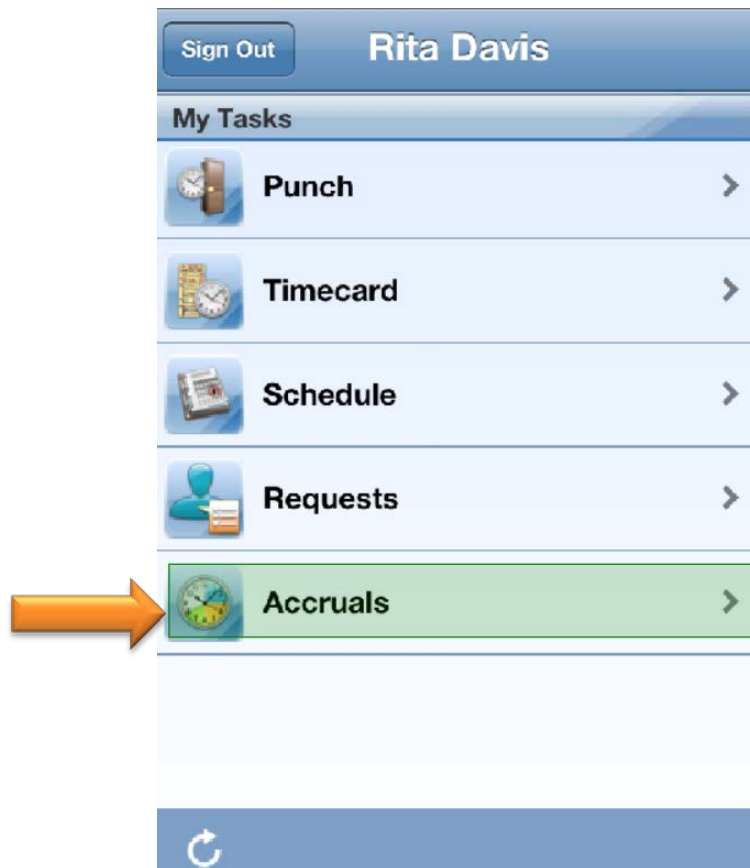 Sign Out Rita Davis
My Tasks
Punch
Timecard
Schedule
Requests
Accruals